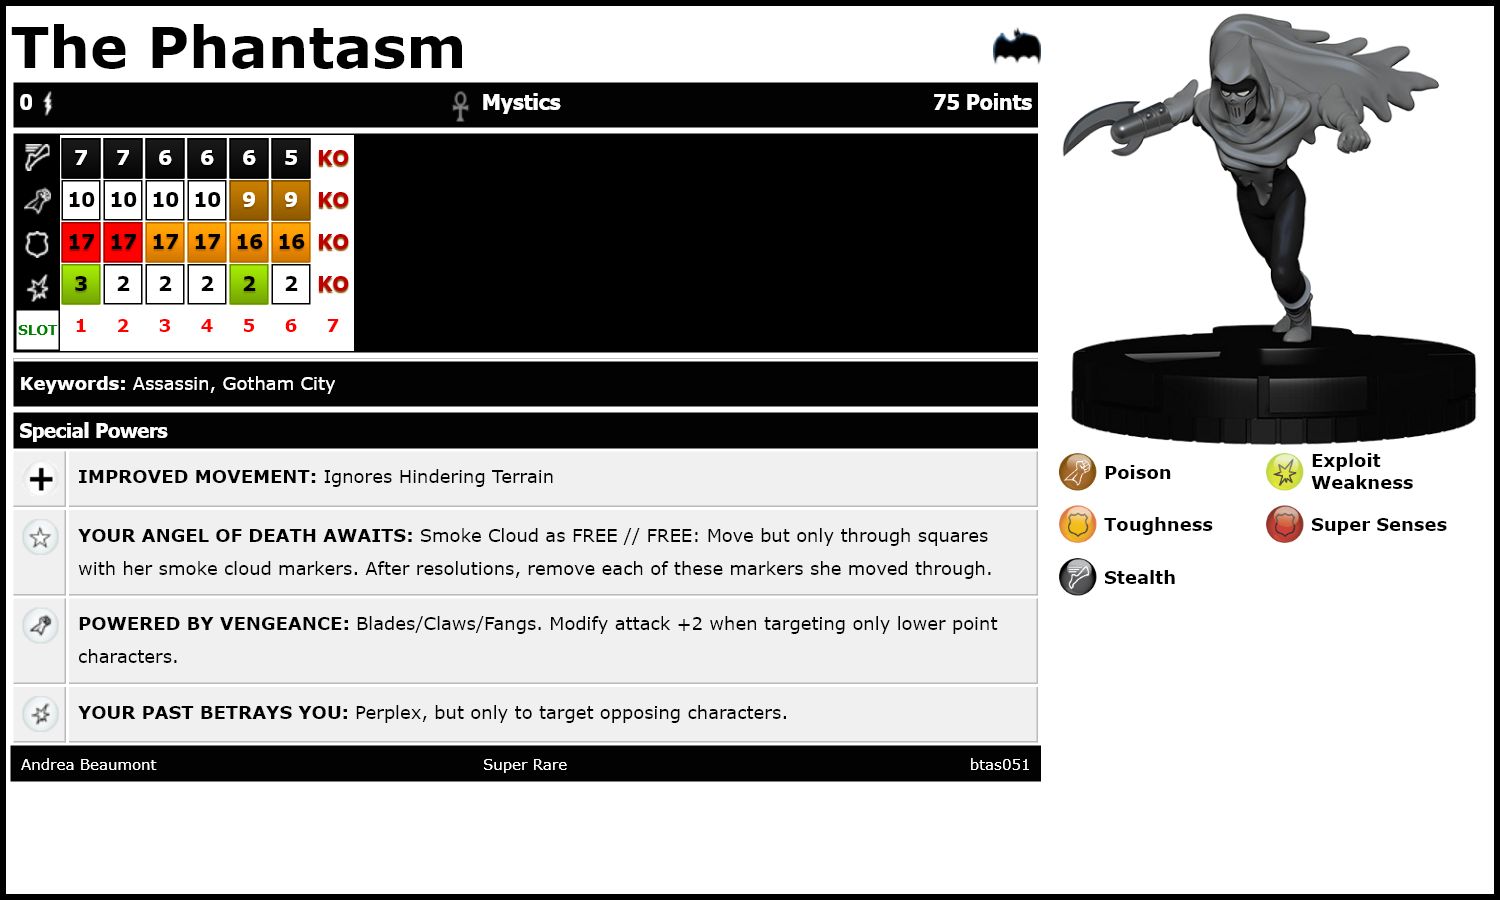 The Phantasm
0 Mystics 75 Points
7 7 6 6 6 5 KO
10 10 10 10 9 9 KO
17 17 17 17 16 16 KO
3 2 2 2 2 2 KO
SLOT 1 2 3 4 5 6 7
Keywords: Assassin, Gotham City
Special Powers
IMPROVED MOVEMENT: Ignores Hindering Terrain
YOUR ANGEL OF DEATH AWAITS: Smoke Cloud as FREE // FREE: Move but only through squares
with her smoke cloud markers. After resolutions, remove each of these markers she moved through.
POWERED BY VENGEANCE: Blades/Claws/Fangs. Modify attack +2 when targeting only lower point
characters.
YOUR PAST BETRAYS YOU: Perplex, but only to target opposing characters.
Andrea Beaumont Super Rare btas051
Poison
Exploit
Weakness
Toughness
Super Senses
Stealth